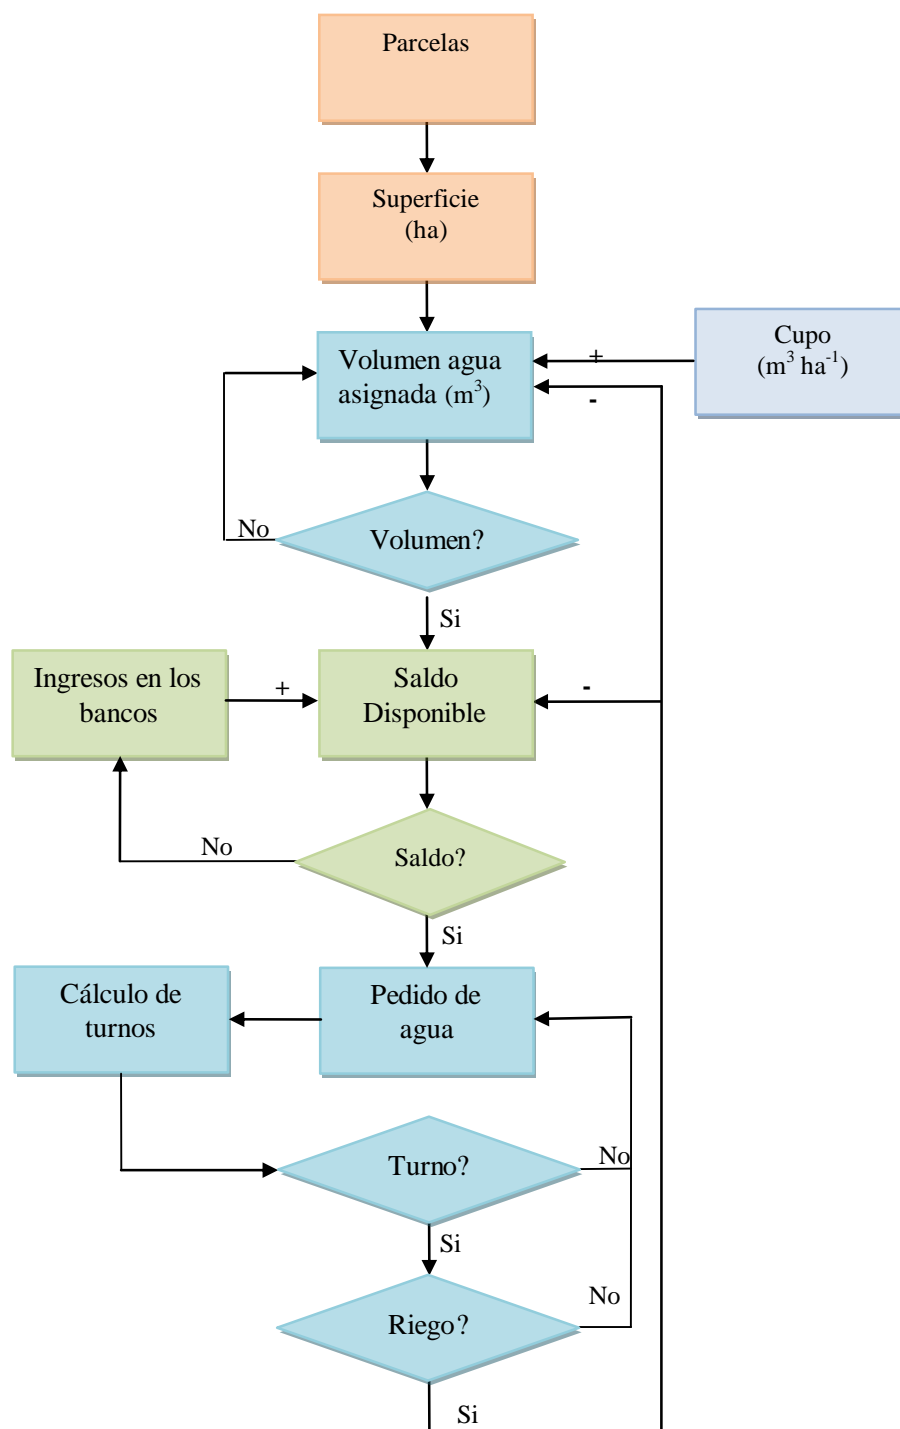 Parcelas
Superficie
(ha)
Volumen agua
asignada (m³)
+
-
Cupo
(m³ ha⁻¹)
No
Volumen?
Si
Ingresos en los
bancos
+
Saldo
Disponible
-
No
Saldo?
Si
Cálculo de
turnos
Pedido de
agua
Turno?
No
Si
Riego?
No
Si